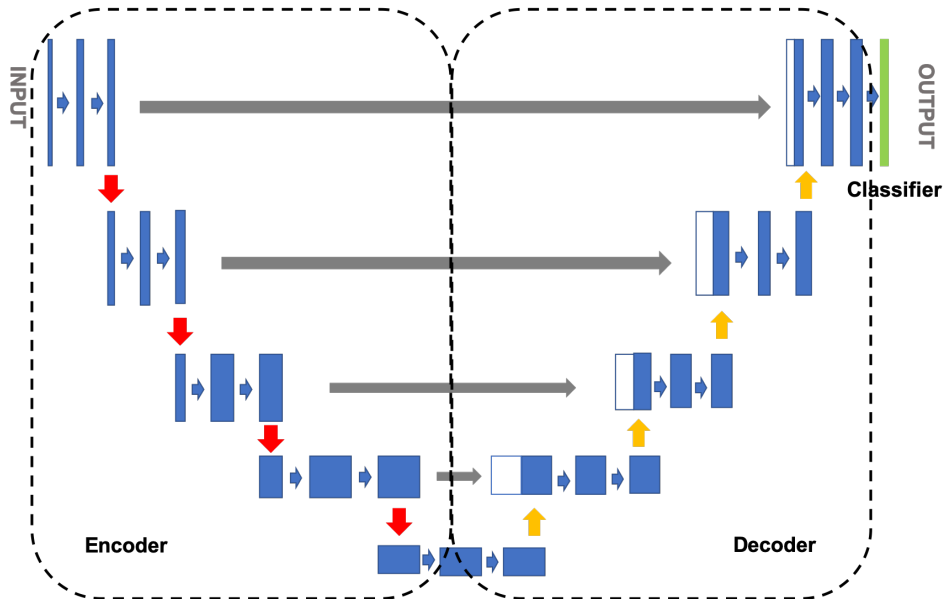 INPUT
OUTPUT
Classifier
Encoder
Decoder